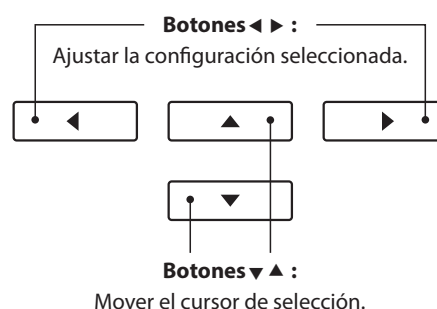 Botones◀ ▶ :
Ajustar la configuración seleccionada.
Botones▼ ▲ :
Mover el cursor de selección.